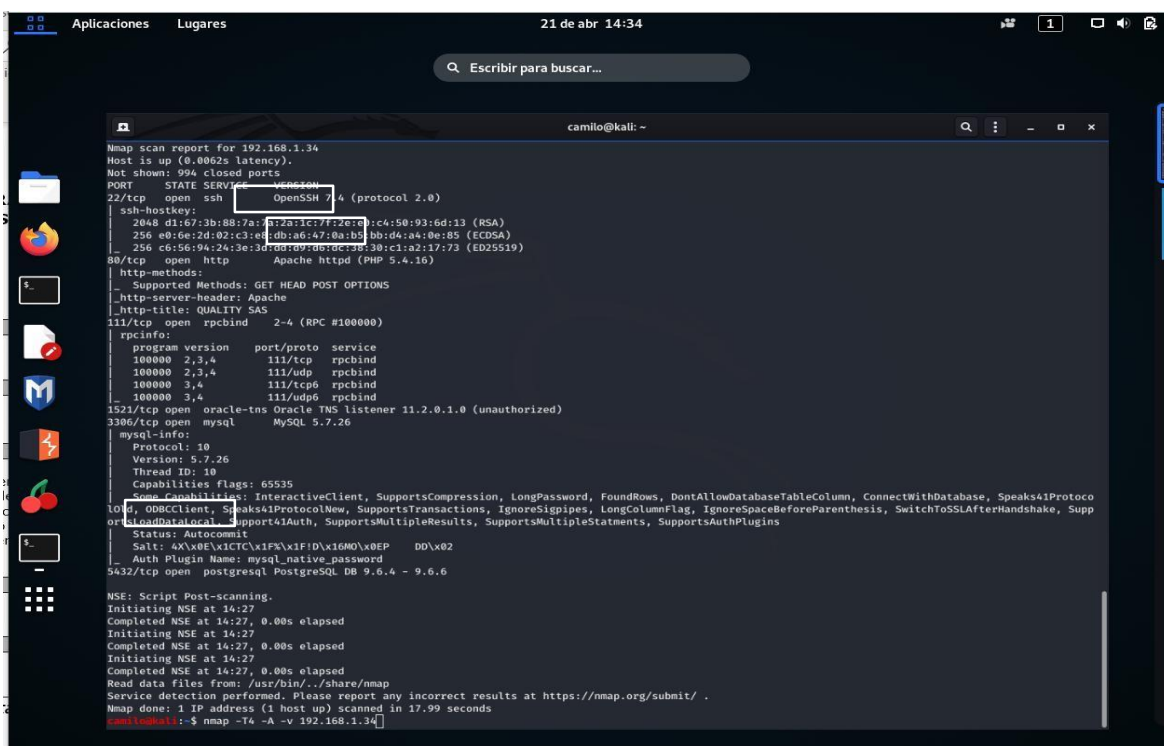 Aplicaciones Lugares 21 de abr 14:34 1
Escribir para buscar...
camilo@kali: ~
Nmap scan report for 192.168.1.34
Host is up (0.0062s latency).
Not shown: 994 closed ports
PORT STATE SERVICE VERSION
22/tcp open ssh OpenSSH 7.4 (protocol 2.0)
| ssh-hostkey:
| 2048 d1:67:3b:88:7a:7a:2a:1c:7f:2e:e0:c4:50:93:6d:13 (RSA)
| 256 e0:6e:2d:02:c3:e8:db:a6:47:0a:b5:bb:d4:a4:0e:85 (ECDSA)
|_ 256 c6:56:94:24:3e:3d:dd:d9:d6:dc:38:30:c1:a2:17:73 (ED25519)
80/tcp open http Apache httpd (PHP 5.4.16)
| http-methods:
|_ Supported Methods: GET HEAD POST OPTIONS
|_http-server-header: Apache
|_http-title: QUALITY SAS
111/tcp open rpcbind 2-4 (RPC #100000)
| rpcinfo:
| program version port/proto service
| 100000 2,3,4 111/tcp rpcbind
| 100000 2,3,4 111/udp rpcbind
| 100000 3,4 111/tcp6 rpcbind
|_ 100000 3,4 111/udp6 rpcbind
1521/tcp open oracle-tns Oracle TNS listener 11.2.0.1.0 (unauthorized)
3306/tcp open mysql MySQL 5.7.26
| mysql-info:
| Protocol: 10
| Version: 5.7.26
| Thread ID: 10
| Capabilities flags: 65535
| Some Capabilities: InteractiveClient, SupportsCompression, LongPassword, FoundRows, DontAllowDatabaseTableColumn, ConnectWithDatabase, Speaks41Protoco
lOld, ODBCClient, Speaks41ProtocolNew, SupportsTransactions, IgnoreSigpipes, LongColumnFlag, IgnoreSpaceBeforeParenthesis, SwitchToSSLAfterHandshake, Supp
ortsLoadDataLocal, Support41Auth, SupportsMultipleResults, SupportsMultipleStatments, SupportsAuthPlugins
| Status: Autocommit
| Salt: 4X\x0E\x1CTC\x1F%\x1F!D\x16MO\x0EP DD\x02
|_ Auth Plugin Name: mysql_native_password
5432/tcp open postgresql PostgreSQL DB 9.6.4 - 9.6.6
NSE: Script Post-scanning.
Initiating NSE at 14:27
Completed NSE at 14:27, 0.00s elapsed
Initiating NSE at 14:27
Completed NSE at 14:27, 0.00s elapsed
Initiating NSE at 14:27
Completed NSE at 14:27, 0.00s elapsed
Read data files from: /usr/bin/../share/nmap
Service detection performed. Please report any incorrect results at https://nmap.org/submit/ .
Nmap done: 1 IP address (1 host up) scanned in 17.99 seconds
camilo@kali:~$ nmap -T4 -A -v 192.168.1.34